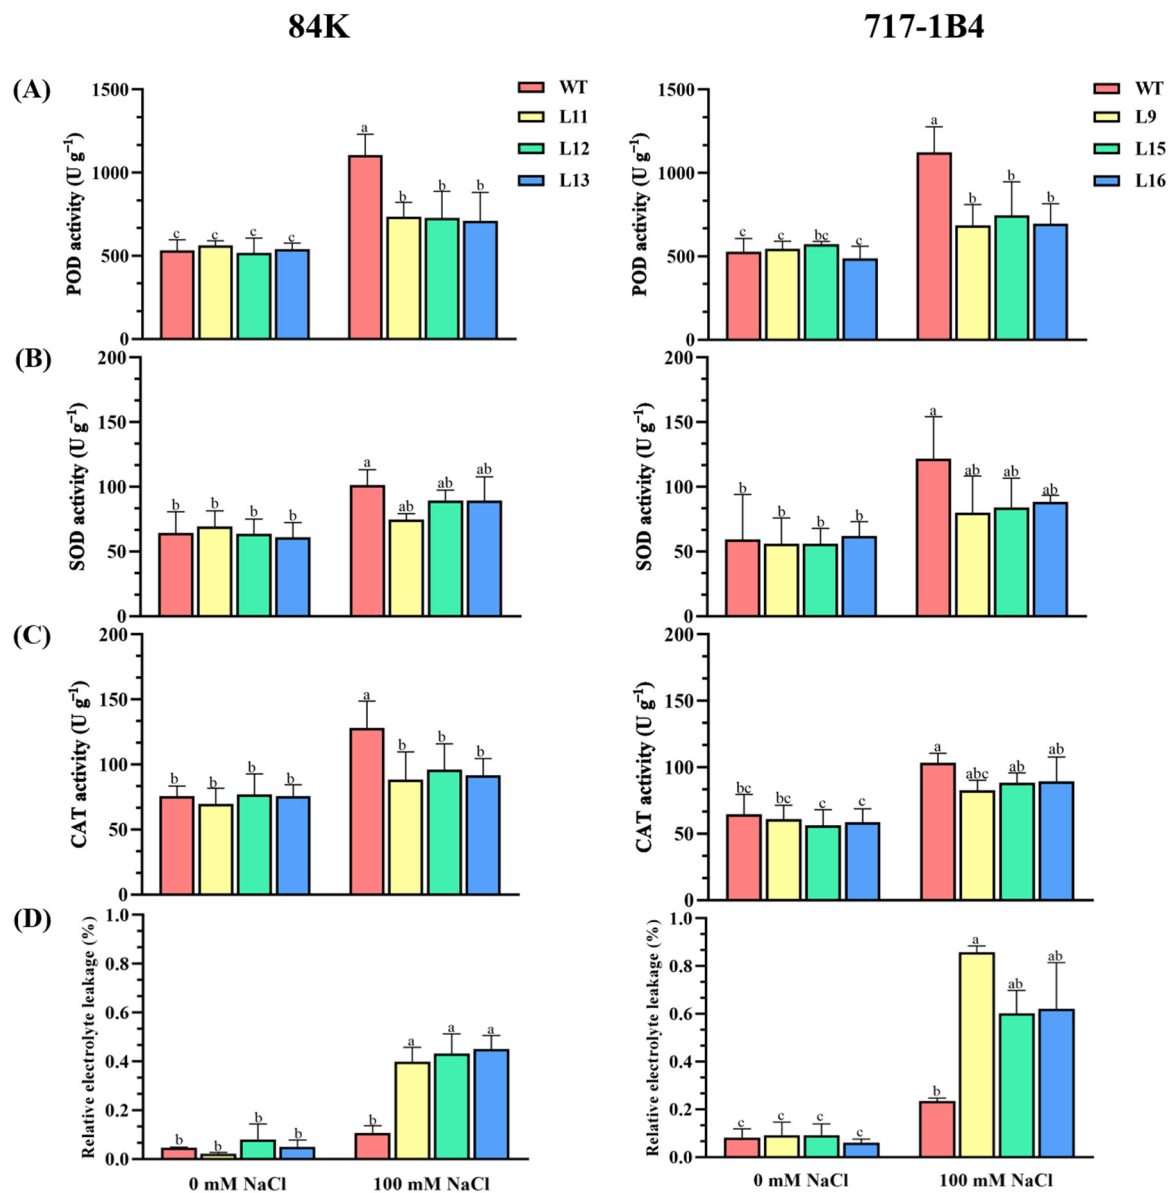 84K
717-1B4
(A)
POD activity (U g⁻¹)
1500
1000
500
0
c
c
c
c
a
b
b
b
WT
L11
L12
L13
POD activity (U g⁻¹)
1500
1000
500
0
c
c
bc
c
a
b
b
b
WT
L9
L15
L16
(B)
SOD activity (U g⁻¹)
200
150
100
50
0
b
b
b
b
a
ab
ab
ab
SOD activity (U g⁻¹)
200
150
100
50
0
b
b
b
b
a
ab
ab
ab
(C)
CAT activity (U g⁻¹)
200
150
100
50
0
b
b
b
b
a
b
b
b
CAT activity (U g⁻¹)
200
150
100
50
0
bc
bc
c
c
a
abc
ab
ab
(D)
Relative electrolyte leakage (%)
1.0
0.8
0.6
0.4
0.2
0.0
b
b
b
b
b
a
a
a
0 mM NaCl
100 mM NaCl
Relative electrolyte leakage (%)
1.0
0.8
0.6
0.4
0.2
0.0
c
c
c
c
b
a
ab
ab
0 mM NaCl
100 mM NaCl